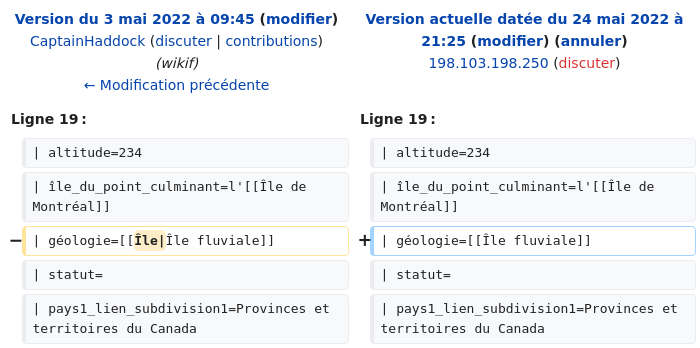 Version du 3 mai 2022 à 09:45 (modifier)
CaptainHaddock (discuter | contributions)
(wikif)
← Modification précédente
Version actuelle datée du 24 mai 2022 à
21:25 (modifier) (annuler)
198.103.198.250 (discuter)
Ligne 19 :
Ligne 19 :
| altitude=234
| altitude=234
| île_du_point_culminant=l'[[Île de
Montréal]]
| île_du_point_culminant=l'[[Île de
Montréal]]
− | géologie=[[Île|Île fluviale]]
+ | géologie=[[Île fluviale]]
| statut=
| statut=
| pays1_lien_subdivision1=Provinces et
territoires du Canada
| pays1_lien_subdivision1=Provinces et
territoires du Canada